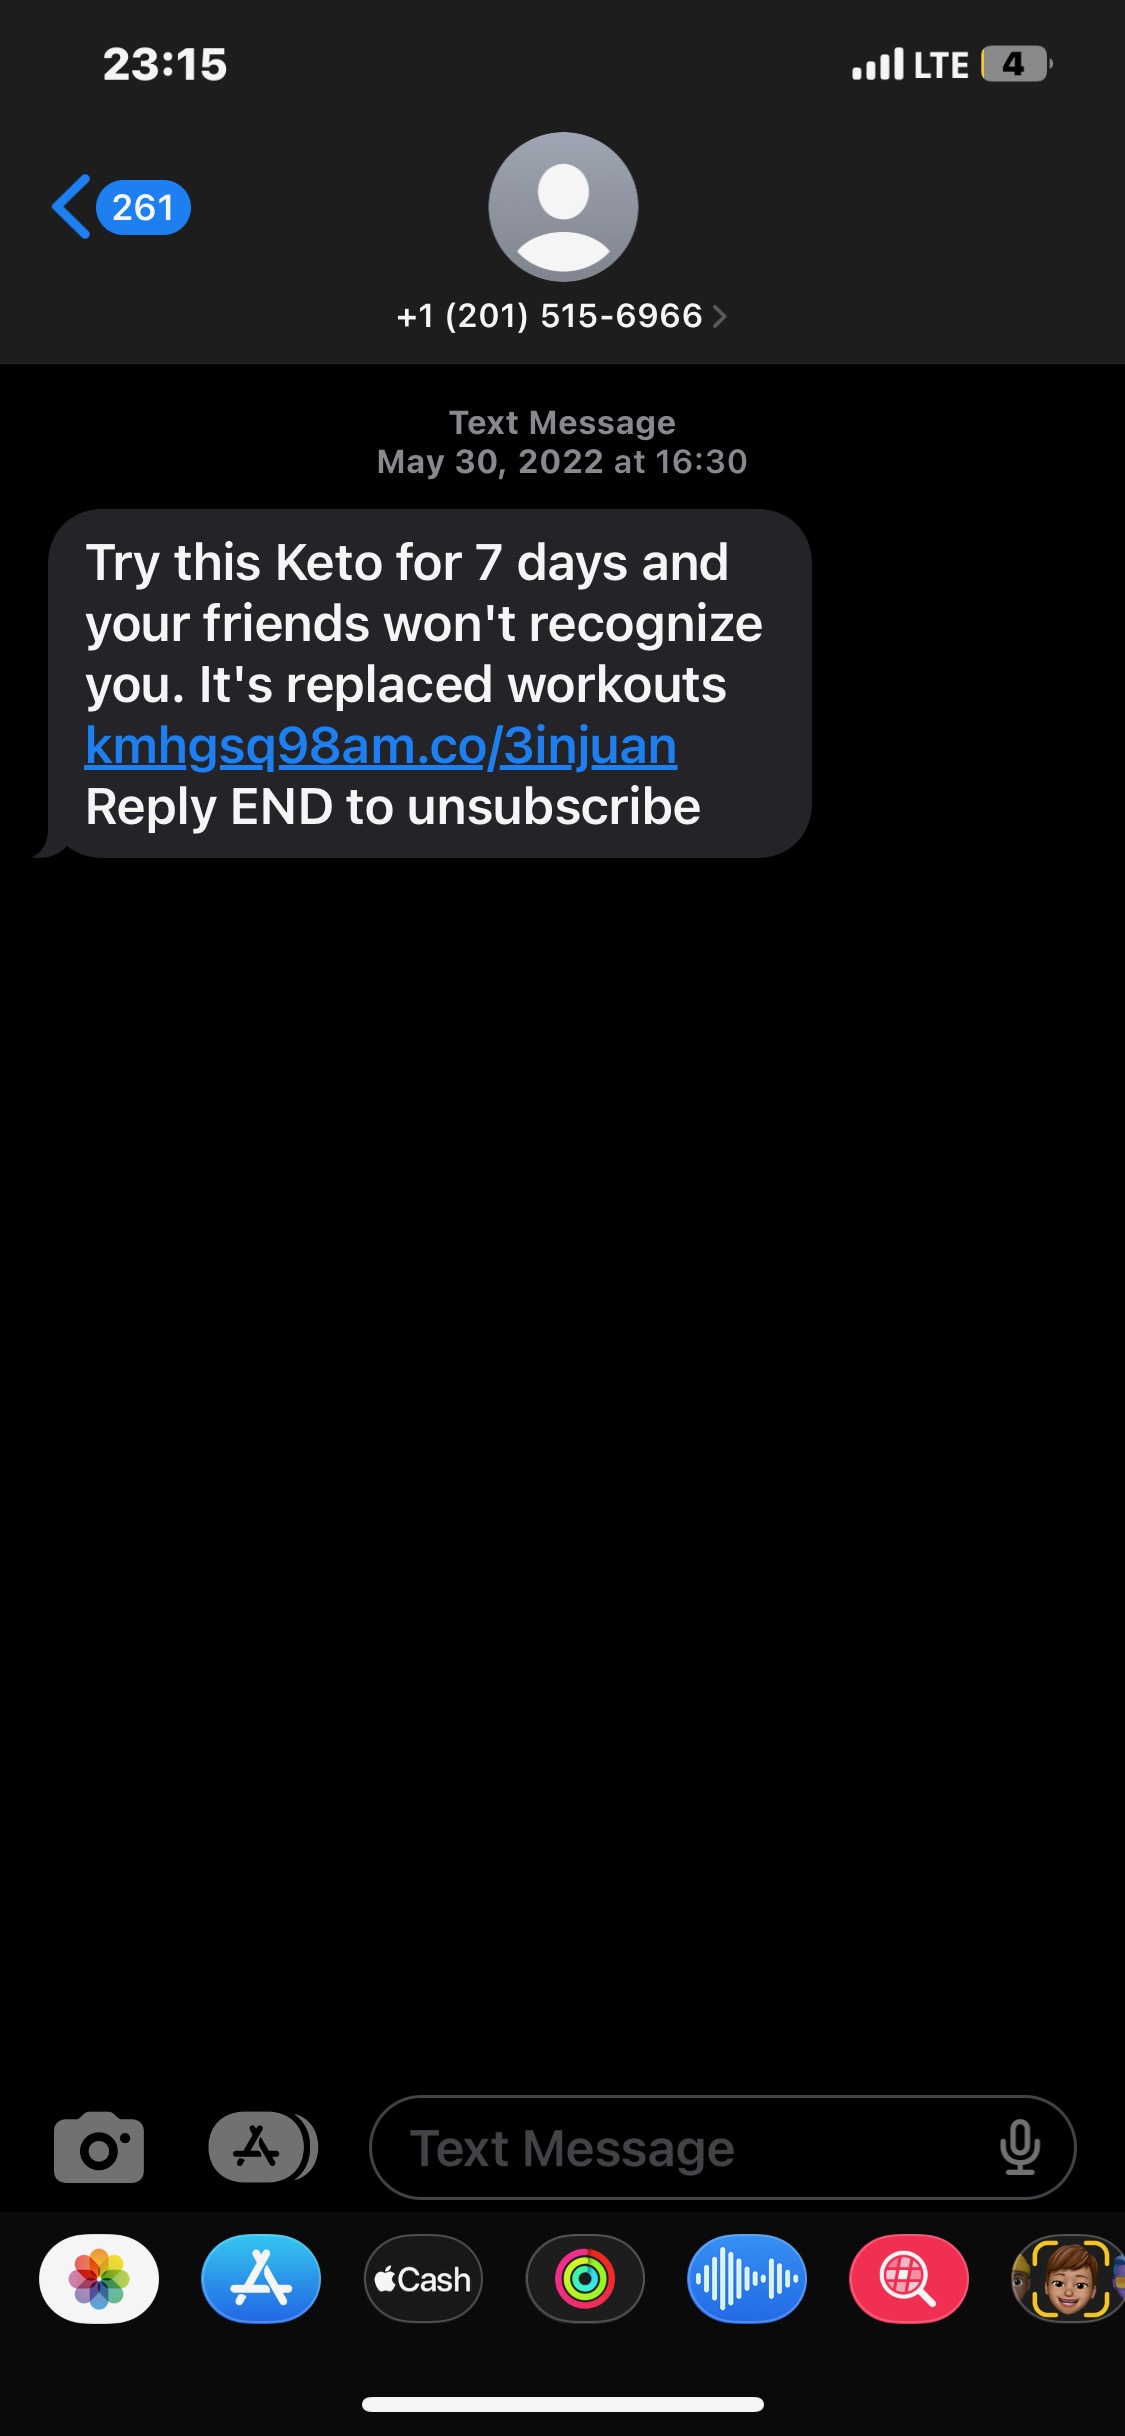 23:15
LTE
4
261
+1 (201) 515-6966
Text Message
May 30, 2022 at 16:30
Try this Keto for 7 days and
your friends won't recognize
you. It's replaced workouts
kmhgsq98am.co/3injuan
Reply END to unsubscribe
Text Message
Cash